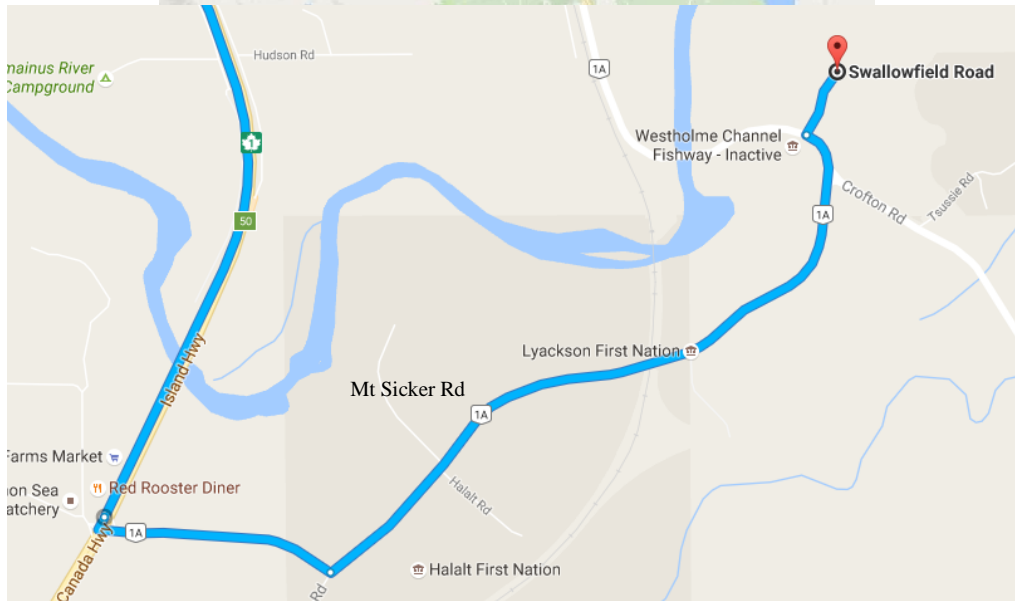 Hudson Rd
mainus River
Campground
1A
Swallowfield Road
1
Westholme Channel
Fishway - Inactive
Crofton Rd
Tsussie Rd
1A
50
Island Hwy
Lyackson First Nation
Mt Sicker Rd
1A
Farms Market
Red Rooster Diner
non Sea
atchery
Halalt Rd
1A
Canada Hwy
Halalt First Nation
Rd